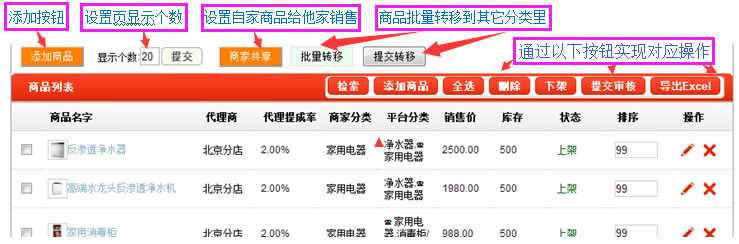 添加按钮 设置页显示个数 设置自家商品给他家销售 商品批量转移到其它分类里
添加商品 显示个数: 20 提交 商家共享 批量转移 提交转移
通过以下按钮实现对应操作
商品列表 检索 添加商品 全选 删除 下架 提交审核 导出Excel
商品名字 代理商 代理提成率 商家分类 平台分类 销售价 库存 状态 排序 操作
反渗透净水器 北京分店 2.00% 家用电器 净水器, 家用电器 2500.00 500 上架 99
高端水龙头反渗透净水机 北京分店 2.00% 家用电器 净水器, 家用电器 1980.00 500 上架 99
家用消毒柜 北京分店 2.00% 家用电器 家用电器,消毒柜/ 988.00 500 上架 99